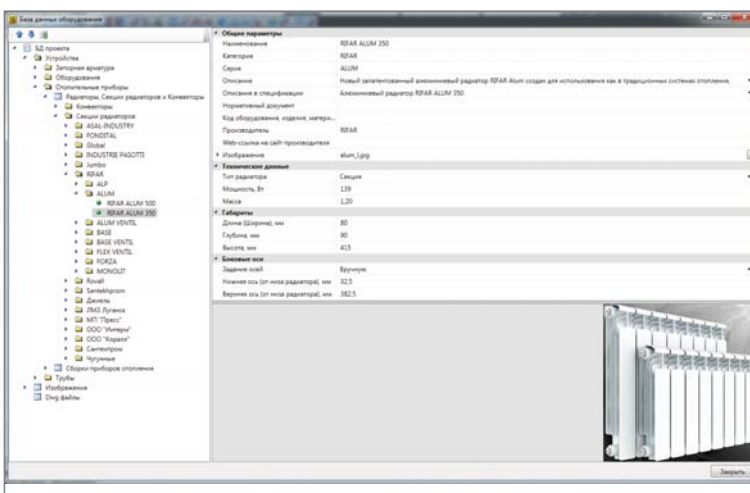 База данных оборудования
БД проекта
Устройства
Запорная арматура
Оборудование
Отопительные приборы
Радиаторы, Секции радиаторов и Конвекторы
Конвекторы
Секции радиаторов
ASAL-INDUSTRY
FONDITAL
Global
INDUSTRIE PASOTTI
Jumbo
RIFAR
ALP
ALUM
RIFAR ALUM 500
RIFAR ALUM 350
ALUM VENTIL
BASE
BASE VENTIL
FLEX VENTIL
FORZA
MONOLIT
Rovall
Santekhprom
Джизль
ЛМЗ Луганск
МП "Пресс"
ООО "Импери"
ООО "Коралл"
Сантехпром
Чугунные
Сборки приборов отопления
Трубы
Изображения
Dwg файлы
Общие параметры
Наименование RIFAR ALUM 350
Категория RIFAR
Серия ALUM
Описание Новый запатентованный алюминиевый радиатор RIFAR Alum создан для использования как в традиционных системах отопления,
Описание в спецификации Алюминиевый радиатор RIFAR ALUM 350
Нормативный документ
Код оборудования, изделия, матери...
Производитель RIFAR
Web-ссылка на сайт производителя
Изображение alum_l.jpg
Технические данные
Тип радиатора Секция
Мощность, Вт 139
Масса 1,20
Габариты
Длина (Ширина), мм 80
Глубина, мм 90
Высота, мм 415
Боковые оси
Задание осей Вручную
Нижняя ось (от низа радиатора), мм 32,5
Верхняя ось (от низа радиатора), мм 382,5
Закрыть